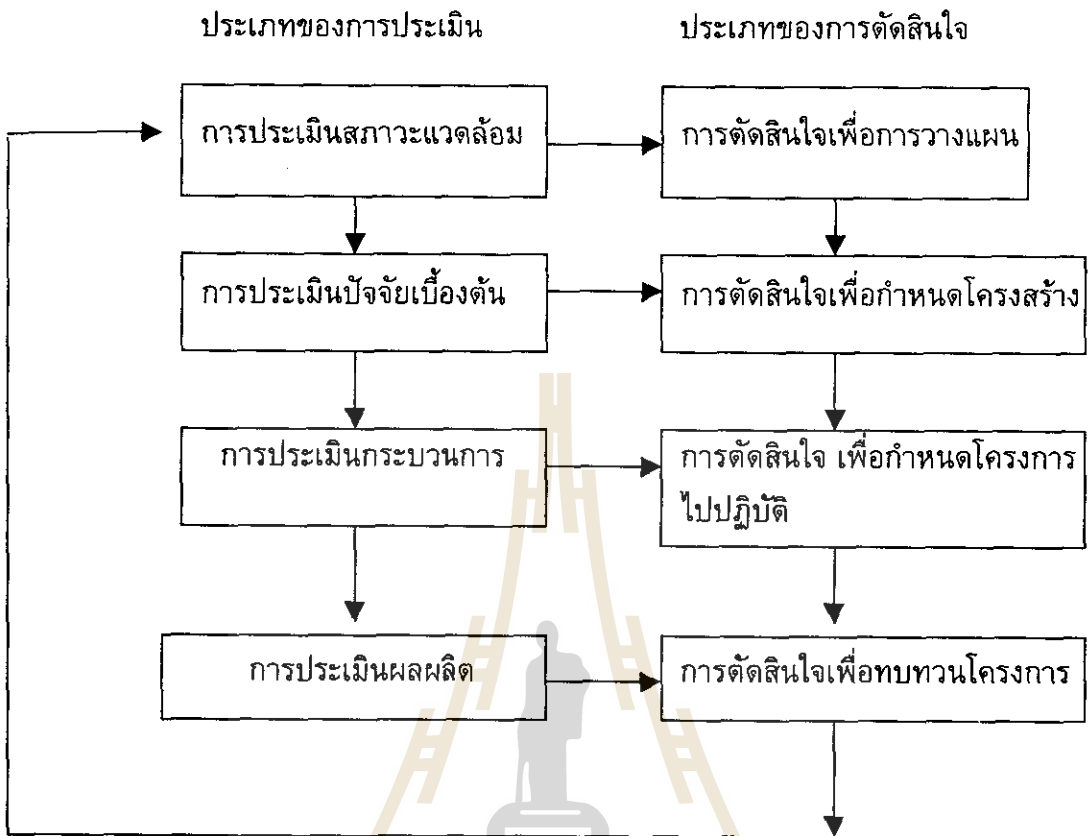 ประเภทของการประเมิน
ประเภทของการตัดสินใจ
การประเมินสภาวะแวดล้อม
การตัดสินใจเพื่อการวางแผน
การประเมินปัจจัยเบื้องต้น
การตัดสินใจเพื่อกำหนดโครงสร้าง
การประเมินกระบวนการ
การตัดสินใจ เพื่อกำหนดโครงการ
ไปปฏิบัติ
การประเมินผลผลิต
การตัดสินใจเพื่อทบทวนโครงการ